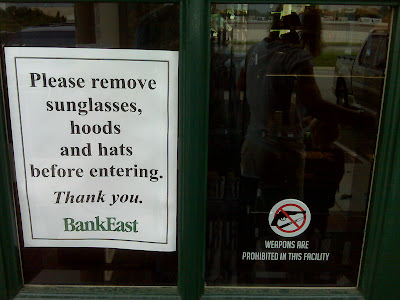 Please remove
sunglasses,
hoods
and hats
before entering.
Thank you.
BankEast
WEAPONS ARE
PROHIBITED IN THIS FACILITY